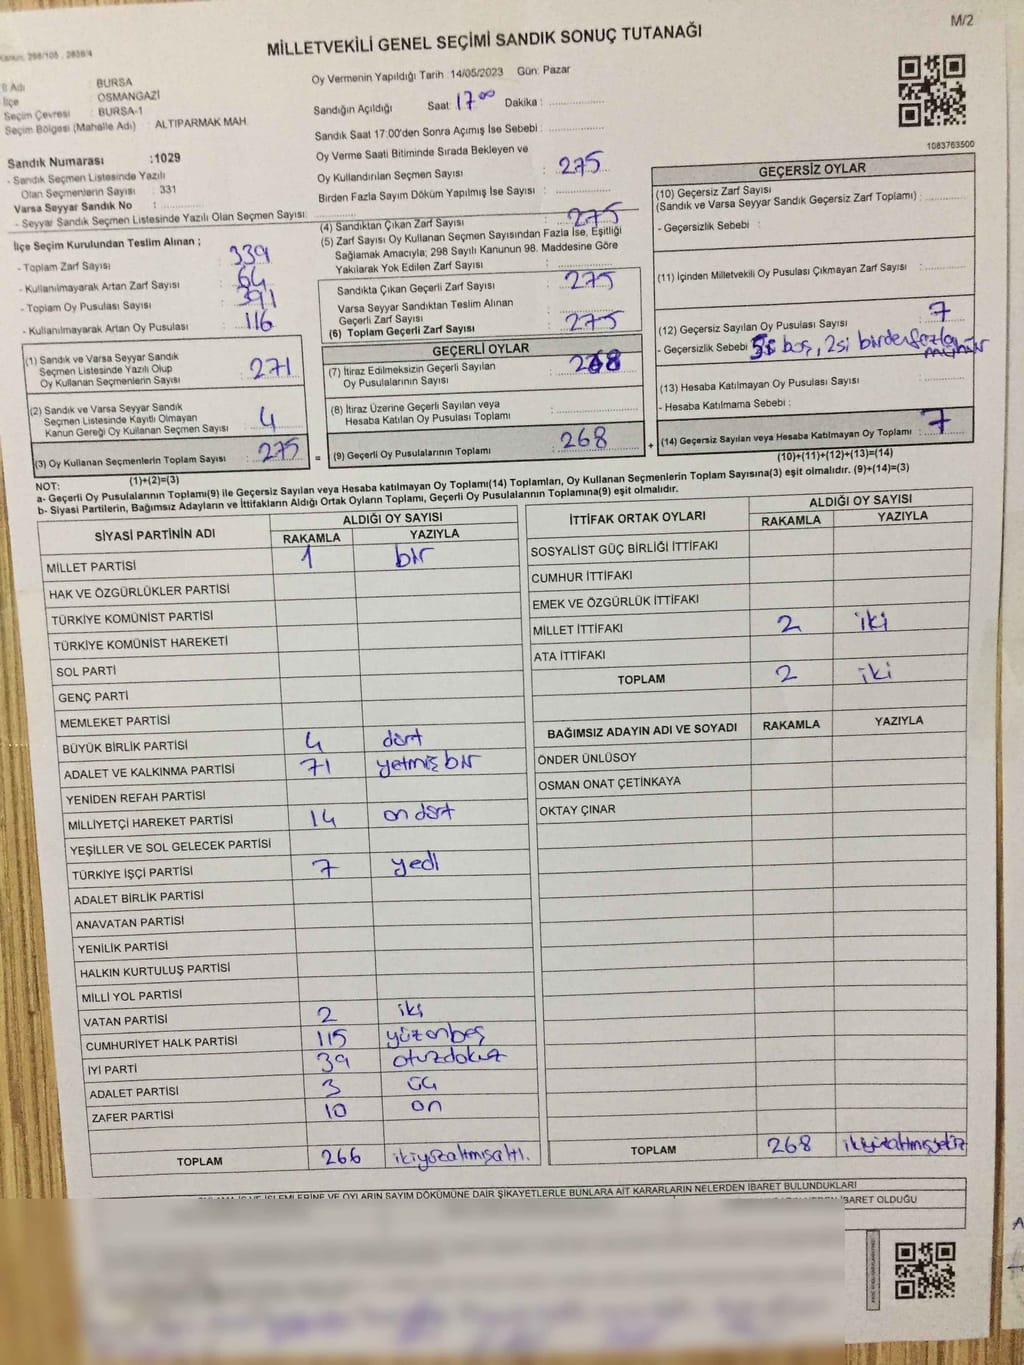 M/2
Kanun: 298/105 , 2839/4
MİLLETVEKİLİ GENEL SEÇİMİ SANDIK SONUÇ TUTANAĞI
İl Adı : BURSA
İlçe : OSMANGAZİ
Seçim Çevresi : BURSA-1
Seçim Bölgesi (Mahalle Adı) : ALTIPARMAK MAH.
Sandık Numarası :1029
- Sandık Seçmen Listesinde Yazılı
Olan Seçmenlerin Sayısı : 331
Varsa Seyyar Sandık No :
- Seyyar Sandık Seçmen Listesinde Yazılı Olan Seçmen Sayısı:
İlçe Seçim Kurulundan Teslim Alınan ;
- Toplam Zarf Sayısı : 339
- Kullanılmayarak Artan Zarf Sayısı : 64
- Toplam Oy Pusulası Sayısı : 391
- Kullanılmayarak Artan Oy Pusulası : 116
(1) Sandık ve Varsa Seyyar Sandık
Seçmen Listesinde Yazılı Olup
Oy Kullanan Seçmenlerin Sayısı : 271
(2) Sandık ve Varsa Seyyar Sandık
Seçmen Listesinde Kayıtlı Olmayan
Kanun Gereği Oy Kullanan Seçmen Sayısı : 4
(3) Oy Kullanan Seçmenlerin Toplam Sayısı : 275
(1)+(2)=(3)
Oy Vermenin Yapıldığı Tarih :14/05/2023 Gün: Pazar
Sandığın Açıldığı Saat: 17 00 Dakika :
Sandık Saat 17:00'den Sonra Açımış İse Sebebi :
Oy Verme Saati Bitiminde Sırada Bekleyen ve
Oy Kullandırılan Seçmen Sayısı : 275
Birden Fazla Sayım Döküm Yapılmış İse Sayısı :
(4) Sandıktan Çıkan Zarf Sayısı : 275
(5) Zarf Sayısı Oy Kullanan Seçmen Sayısından Fazla İse, Eşitliği
Sağlamak Amacıyla; 298 Sayılı Kanunun 98. Maddesine Göre
Yakılarak Yok Edilen Zarf Sayısı :
Sandıkta Çıkan Geçerli Zarf Sayısı : 275
Varsa Seyyar Sandıktan Teslim Alınan
Geçerli Zarf Sayısı :
(6) Toplam Geçerli Zarf Sayısı : 275
GEÇERLİ OYLAR
(7) İtiraz Edilmeksizin Geçerli Sayılan
Oy Pusulalarının Sayısı : 268
(8) İtiraz Üzerine Geçerli Sayılan veya
Hesaba Katılan Oy Pusulası Toplamı :
= (9) Geçerli Oy Pusulalarının Toplamı : 268 +
1083763500
GEÇERSİZ OYLAR
(10) Geçersiz Zarf Sayısı
(Sandık ve Varsa Seyyar Sandık Geçersiz Zarf Toplamı) :
- Geçersizlik Sebebi :
(11) İçinden Milletvekili Oy Pusulası Çıkmayan Zarf Sayısı :
(12) Geçersiz Sayılan Oy Pusulası Sayısı : 7
- Geçersizlik Sebebi : 5i boş, 2si birden fazla
mühür
(13) Hesaba Katılmayan Oy Pusulası Sayısı :
- Hesaba Katılmama Sebebi :
(14) Geçersiz Sayılan veya Hesaba Katılmayan Oy Toplamı : 7
(10)+(11)+(12)+(13)=(14)
NOT:
a- Geçerli Oy Pusulalarının Toplamı(9) ile Geçersiz Sayılan veya Hesaba katılmayan Oy Toplamı(14) Toplamları, Oy Kullanan Seçmenlerin Toplam Sayısına(3) eşit olmalıdır. (9)+(14)=(3)
b- Siyasi Partilerin, Bağımsız Adayların ve İttifakların Aldığı Ortak Oyların Toplamı, Geçerli Oy Pusulalarının Toplamına(9) eşit olmalıdır.
SİYASİ PARTİNİN ADI ALDIĞI OY SAYISI
RAKAMLA YAZIYLA
MİLLET PARTİSİ 1 bir
HAK VE ÖZGÜRLÜKLER PARTİSİ
TÜRKİYE KOMÜNİST PARTİSİ
TÜRKİYE KOMÜNİST HAREKETİ
SOL PARTİ
GENÇ PARTİ
MEMLEKET PARTİSİ
BÜYÜK BİRLİK PARTİSİ 4 dört
ADALET VE KALKINMA PARTİSİ 71 yetmiş bir
YENİDEN REFAH PARTİSİ
MİLLİYETÇİ HAREKET PARTİSİ 14 on dört
YEŞİLLER VE SOL GELECEK PARTİSİ
TÜRKİYE İŞÇİ PARTİSİ 7 yedi
ADALET BİRLİK PARTİSİ
ANAVATAN PARTİSİ
YENİLİK PARTİSİ
HALKIN KURTULUŞ PARTİSİ
MİLLİ YOL PARTİSİ
VATAN PARTİSİ 2 iki
CUMHURİYET HALK PARTİSİ 115 yüzonbeş
İYİ PARTİ 39 otuzdokuz
ADALET PARTİSİ 3 üç
ZAFER PARTİSİ 10 on
TOPLAM 266 ikiyüzaltmışaltı.
İTTİFAK ORTAK OYLARI ALDIĞI OY SAYISI
RAKAMLA YAZIYLA
SOSYALİST GÜÇ BİRLİĞİ İTTİFAKI
CUMHUR İTTİFAKI
EMEK VE ÖZGÜRLÜK İTTİFAKI
MİLLET İTTİFAKI 2 iki
ATA İTTİFAKI
TOPLAM 2 iki
BAĞIMSIZ ADAYIN ADI VE SOYADI RAKAMLA YAZIYLA
ÖNDER ÜNLÜSOY
OSMAN ONAT ÇETİNKAYA
OKTAY ÇINAR
TOPLAM 268 ikiyüzaltmışsekiz
İŞLEMLERİNE VE OYLARIN SAYIM DÖKÜMÜNE DAİR ŞİKAYETLERLE BUNLARA AİT KARARLARIN NELERDEN İBARET BULUNDUKLARI
İBARET OLDUĞU